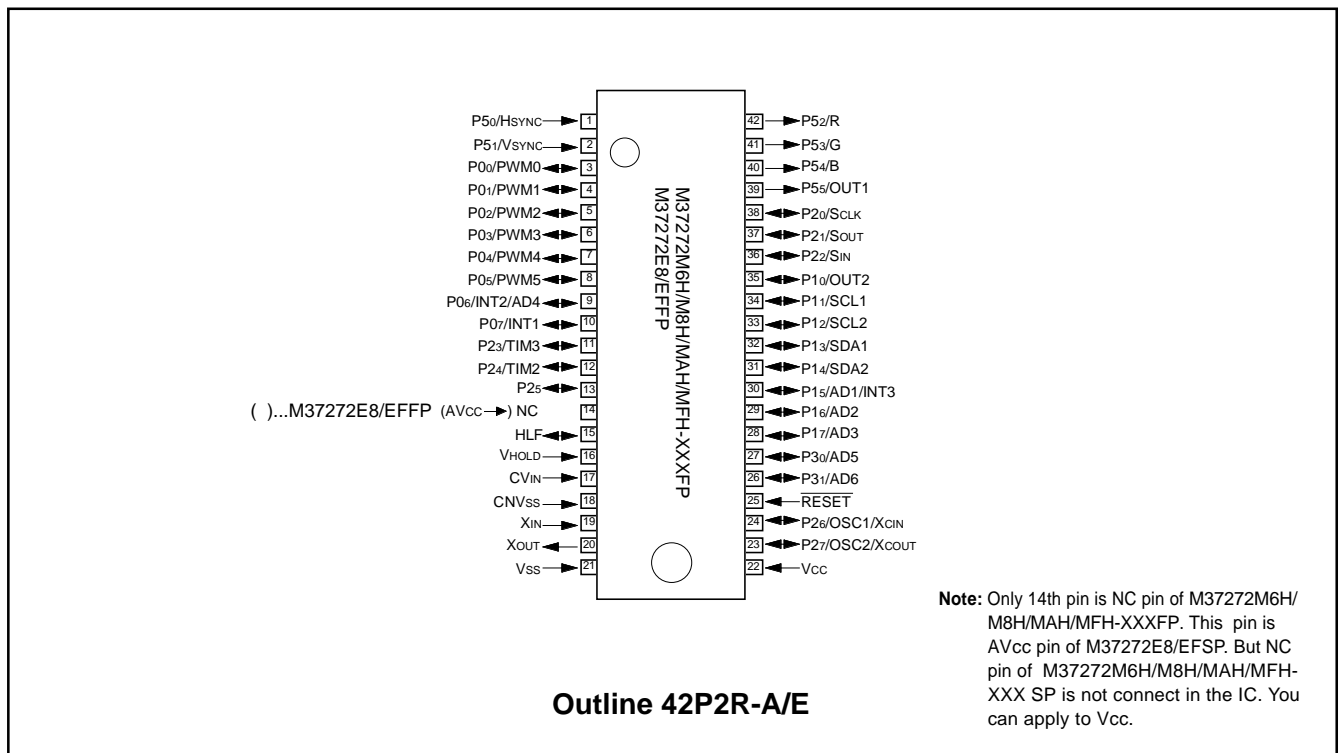 P50/HSYNC 1
P51/VSYNC 2
P00/PWM0 3
P01/PWM1 4
P02/PWM2 5
P03/PWM3 6
P04/PWM4 7
P05/PWM5 8
P06/INT2/AD4 9
P07/INT1 10
P23/TIM3 11
P24/TIM2 12
P25 13
( )...M37272E8/EFFP (AVCC→) NC 14
HLF 15
VHOLD 16
CVIN 17
CNVSS 18
XIN 19
XOUT 20
VSS 21
M37272M6H/M8H/MAH/MFH-XXXFP
M37272E8/EFFP
42 P52/R
41 P53/G
40 P54/B
39 P55/OUT1
38 P20/SCLK
37 P21/SOUT
36 P22/SIN
35 P10/OUT2
34 P11/SCL1
33 P12/SCL2
32 P13/SDA1
31 P14/SDA2
30 P15/AD1/INT3
29 P16/AD2
28 P17/AD3
27 P30/AD5
26 P31/AD6
25 RESET
24 P26/OSC1/XCIN
23 P27/OSC2/XCOUT
22 VCC
Note: Only 14th pin is NC pin of M37272M6H/
M8H/MAH/MFH-XXXFP. This pin is
AVcc pin of M37272E8/EFSP. But NC
pin of M37272M6H/M8H/MAH/MFH-
XXX SP is not connect in the IC. You
can apply to Vcc.
Outline 42P2R-A/E